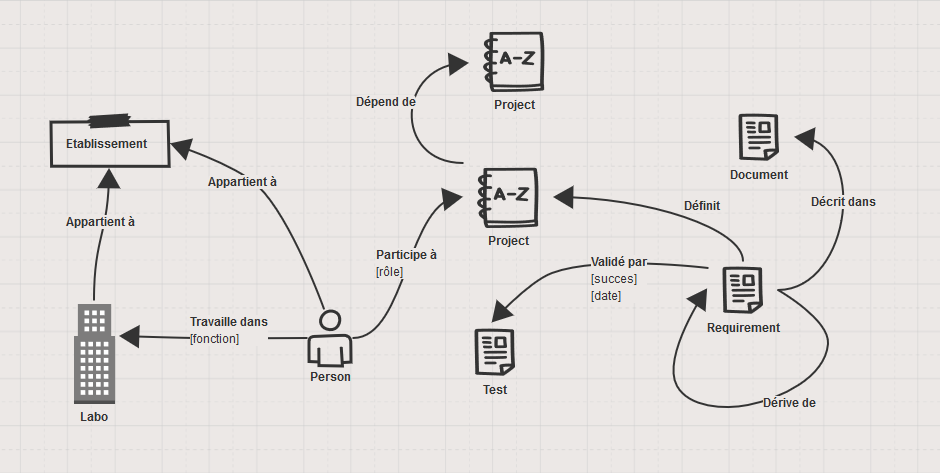 A-Z
Project
Dépend de
Etablissement
Appartient à
Document
A-Z
Project
Définit
Décrit dans
Appartient à
Participe à
[rôle]
Validé par
[succes]
[date]
Travaille dans
[fonction]
Requirement
Person
Test
Dérive de
Labo